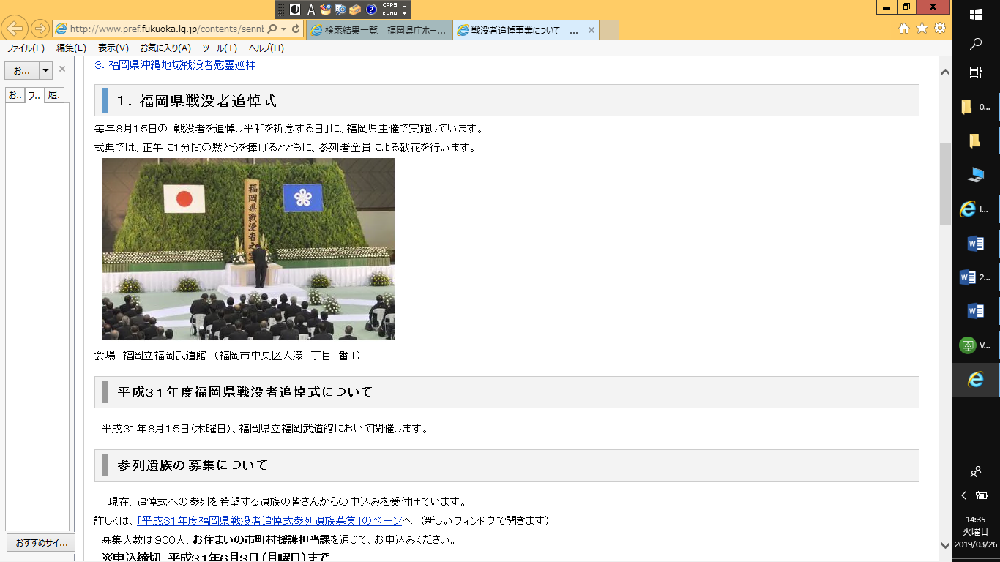 CAPS
KANA
http://www.pref.fukuoka.lg.jp/contents/sennl
検索結果一覧 - 福岡県庁ホー...
戦没者追悼事業について - ...
ファイル(F) 編集(E) 表示(V) お気に入り(A) ツール(T) ヘルプ(H)
お...
お.. フ.. 履.
おすすめサイ...
３．福岡県沖縄地域戦没者慰霊巡拝
１．福岡県戦没者追悼式
毎年８月１５日の「戦没者を追悼し平和を祈念する日」に、福岡県主催で実施しています。
式典では、正午に１分間の黙とうを捧げるとともに、参列者全員による献花を行います。
福岡県戦没者之霊
会場　福岡立福岡武道館　（福岡市中央区大濠１丁目１番１）
平成３１年度福岡県戦没者追悼式について
平成３１年８月１５日（木曜日）、福岡県立福岡武道館において開催します。
参列遺族の募集について
現在、追悼式への参列を希望する遺族の皆さんからの申込みを受付けています。
詳しくは、「平成３１年度福岡県戦没者追悼式参列遺族募集」のページへ　（新しいウィンドウで開きます）
募集人数は９００人、お住まいの市町村援護担当課を通じて、お申込みください。
※申込締切　平成３１年６月３日（月曜日）まで
0...
I...
2...
V...
14:35
火曜日
2019/03/26